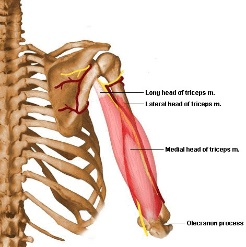 Long head of triceps m.
Lateral head of triceps m.
Medial head of triceps m.
Olecranon process